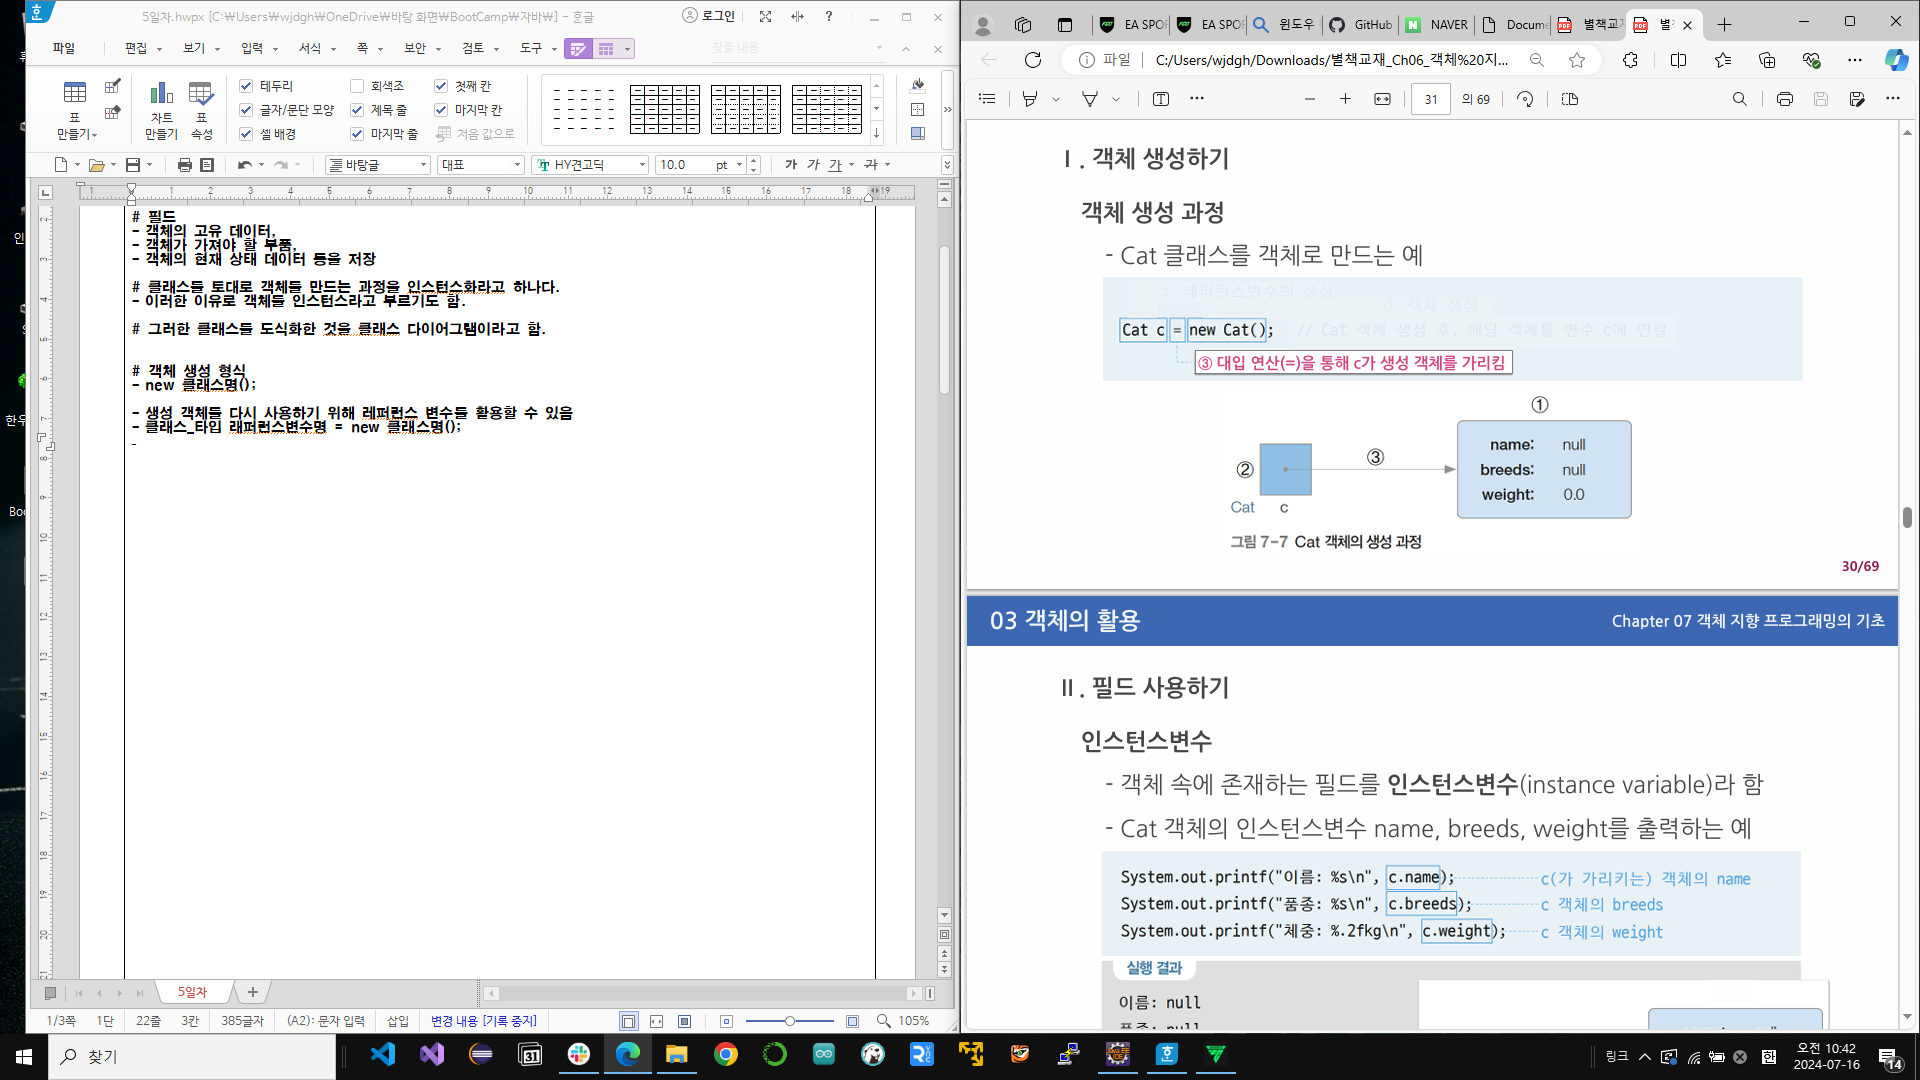 5일자.hwpx [C:₩Users₩wjdgh₩OneDrive₩바탕 화면₩BootCamp₩자바₩] - 한글
로그인
파일 편집 보기 입력 서식 쪽 보안 검토 도구 찾을 내용
표 만들기
차트 만들기
표 속성
테두리 회색조 첫째 칸
글자/문단 모양 제목 줄 마지막 칸
셀 배경 마지막 줄 처음 값으로
바탕글 대표 HY견고딕 10.0 pt 가 가 가 가
# 필드
- 객체의 고유 데이터,
- 객체가 가져야 할 부품,
- 객체의 현재 상태 데이터 등을 저장
# 클래스를 토대로 객체를 만드는 과정을 인스턴스화라고 하나다.
- 이러한 이유로 객체를 인스턴스라고 부르기도 함.
# 그러한 클래스를 도식화한 것을 클래스 다이어그램이라고 함.
# 객체 생성 형식
- new 클래스명();
- 생성 객체를 다시 사용하기 위해 레퍼런스 변수를 활용할 수 있음
- 클래스_타입 래퍼런스변수명 = new 클래스명();
-
5일자
1/3쪽 1단 22줄 3칸 385글자 (A2): 문자 입력 삽입 변경 내용 [기록 중지] 105%
EA SPOR EA SPOR 윈도우 GitHub NAVER Docume 별책교재
파일 C:/Users/wjdgh/Downloads/별책교재_Ch06_객체%20지...
31 의 69
Ⅰ. 객체 생성하기
객체 생성 과정
- Cat 클래스를 객체로 만드는 예
② 레퍼런스변수의 생성
① 객체 생성
Cat c = new Cat(); // Cat 객체 생성 후, 해당 객체를 변수 c에 연결
③ 대입 연산(=)을 통해 c가 생성 객체를 가리킴
①
name: null
② ③ breeds: null
weight: 0.0
Cat c
그림 7-7 Cat 객체의 생성 과정
30/69
03 객체의 활용
Chapter 07 객체 지향 프로그래밍의 기초
Ⅱ. 필드 사용하기
인스턴스변수
- 객체 속에 존재하는 필드를 인스턴스변수(instance variable)라 함
- Cat 객체의 인스턴스변수 name, breeds, weight를 출력하는 예
System.out.printf("이름: %s\n", c.name); c(가 가리키는) 객체의 name
System.out.printf("품종: %s\n", c.breeds); c 객체의 breeds
System.out.printf("체중: %.2fkg\n", c.weight); c 객체의 weight
실행 결과
이름: null
품종: null
찾기
링크
한
오전 10:42
2024-07-16
14